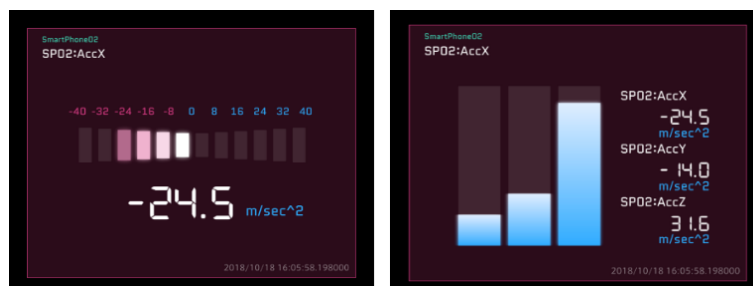 SmartPhone02
SP02:AccX
-40 -32 -24 -16 -8 0 8 16 24 32 40
-24.5 m/sec^2
2018/10/18 16:05:58.198000
SmartPhone02
SP02:AccX
SP02:AccX
-24.5
m/sec^2
SP02:AccY
-14.0
m/sec^2
SP02:AccZ
31.6
m/sec^2
2018/10/18 16:05:58.198000